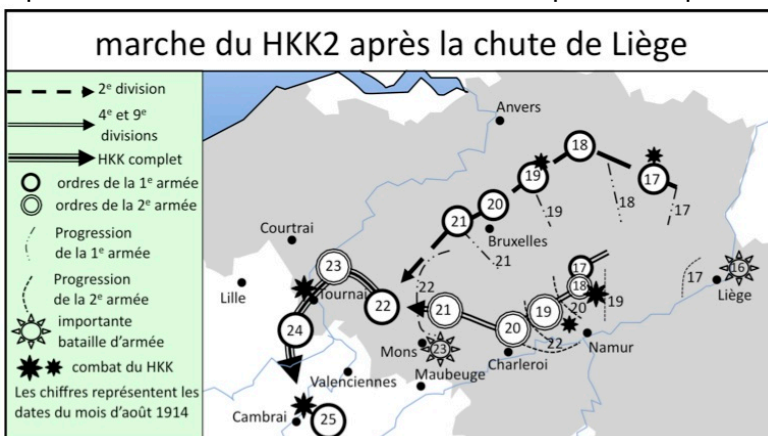 marche du HKK2 après la chute de Liège
2e division
4e et 9e
divisions
HKK complet
ordres de la 1e armée
ordres de la 2e armée
Progression
de la 1e armée
Progression
de la 2e armée
importante
bataille d'armée
combat du HKK
Les chiffres représentent les
dates du mois d'août 1914
Anvers
18
19
17
20
18
17
21
19
Bruxelles
21
Courtrai
23
17
16
Lille
Tournai
22
22
18
17
Liège
21
19
20
19
24
20
Mons
23
22
Namur
Charleroi
Maubeuge
Valenciennes
Cambrai
25